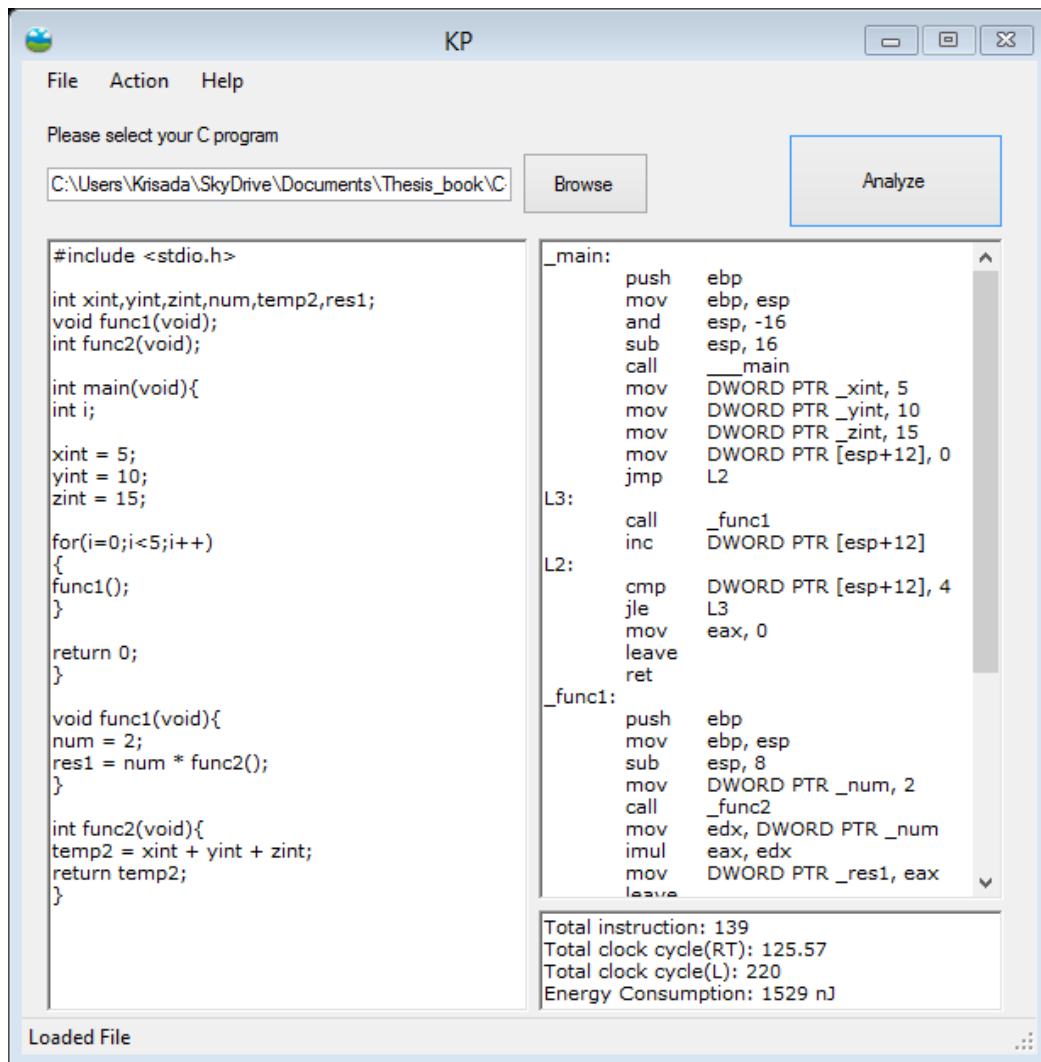 KP
File Action Help
Please select your C program
C:\Users\Krisada\SkyDrive\Documents\Thesis_book\C
Browse
Analyze
#include <stdio.h>
int xint,yint,zint,num,temp2,res1;
void func1(void);
int func2(void);
int main(void){
int i;
xint = 5;
yint = 10;
zint = 15;
for(i=0;i<5;i++)
{
func1();
}
return 0;
}
void func1(void){
num = 2;
res1 = num * func2();
}
int func2(void){
temp2 = xint + yint + zint;
return temp2;
}
_main:
push ebp
mov ebp, esp
and esp, -16
sub esp, 16
call ___main
mov DWORD PTR _xint, 5
mov DWORD PTR _yint, 10
mov DWORD PTR _zint, 15
mov DWORD PTR [esp+12], 0
jmp L2
L3:
call _func1
inc DWORD PTR [esp+12]
L2:
cmp DWORD PTR [esp+12], 4
jle L3
mov eax, 0
leave
ret
_func1:
push ebp
mov ebp, esp
sub esp, 8
mov DWORD PTR _num, 2
call _func2
mov edx, DWORD PTR _num
imul eax, edx
mov DWORD PTR _res1, eax
leave
Total instruction: 139
Total clock cycle(RT): 125.57
Total clock cycle(L): 220
Energy Consumption: 1529 nJ
Loaded File